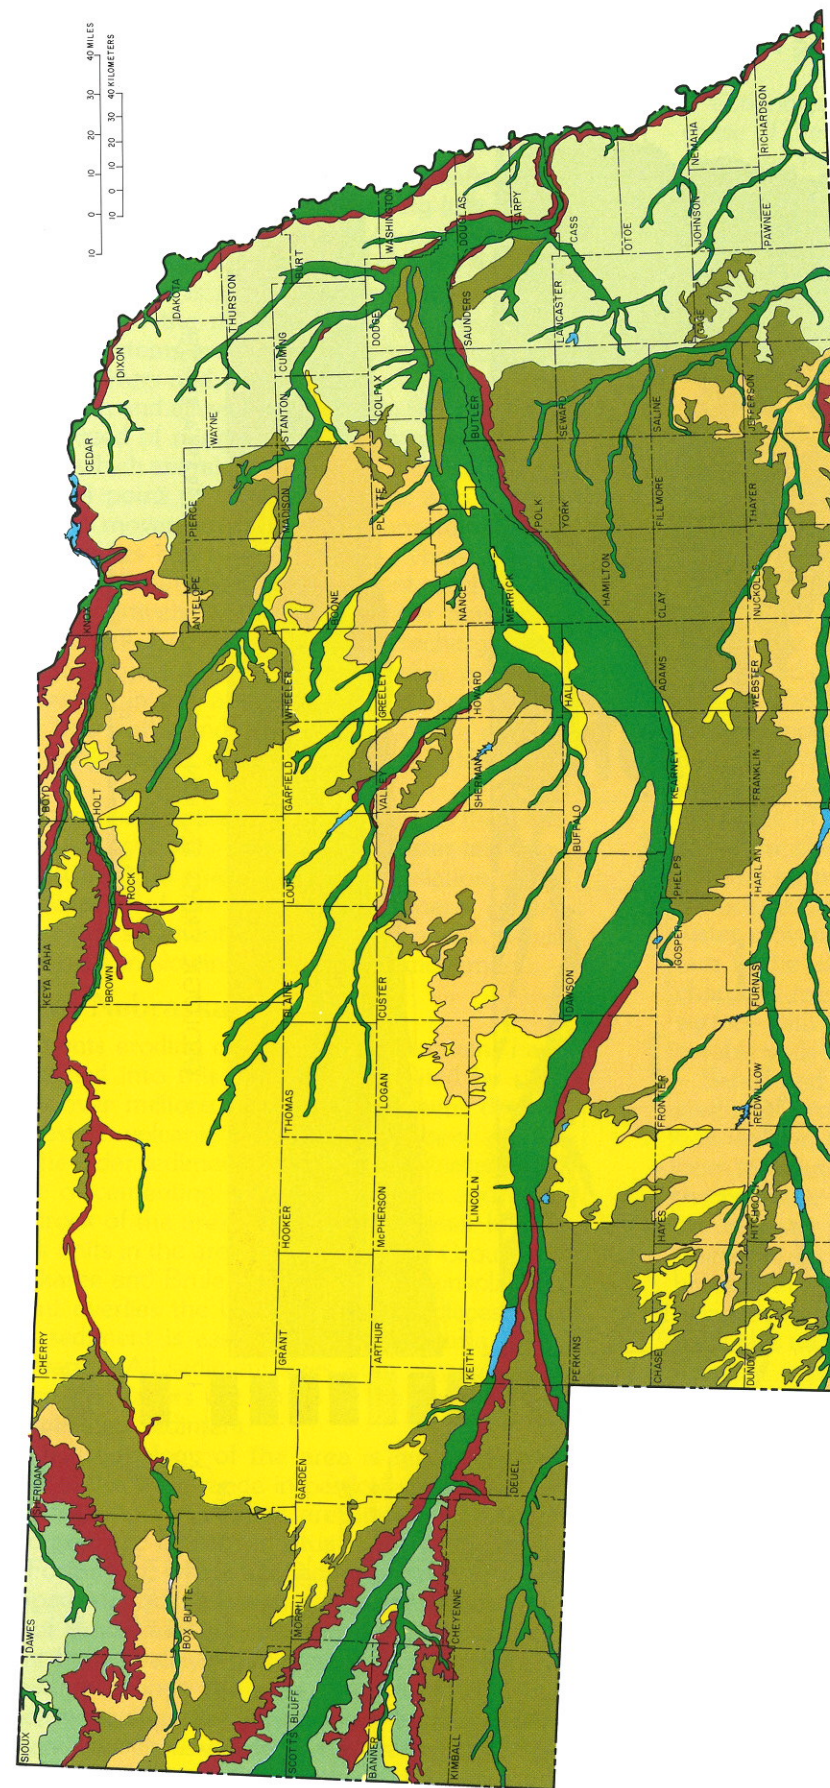 10 0 10 20 30 40 MILES
10 0 10 20 30 40 KILOMETERS
SIOUX
DAWES
SHERIDAN
CHERRY
KEYA PAHA
BOYD
KNOX
CEDAR
DIXON
DAKOTA
BOX BUTTE
BROWN
ROCK
HOLT
ANTELOPE
PIERCE
WAYNE
THURSTON
SCOTTS BLUFF
MORRILL
GARDEN
GRANT
HOOKER
THOMAS
BLAINE
LOUP
GARFIELD
WHEELER
MADISON
STANTON
CUMING
BURT
BANNER
ARTHUR
McPHERSON
LOGAN
CUSTER
VALLEY
GREELEY
BOONE
PLATTE
COLFAX
DODGE
WASHINGTON
KIMBALL
CHEYENNE
DEUEL
KEITH
LINCOLN
SHERMAN
HOWARD
NANCE
MERRICK
BUTLER
SAUNDERS
DOUGLAS
SARPY
PERKINS
DAWSON
BUFFALO
HALL
HAMILTON
POLK
YORK
SEWARD
LANCASTER
CASS
OTOE
CHASE
HAYES
FRONTIER
GOSPER
PHELPS
KEARNEY
ADAMS
CLAY
FILLMORE
SALINE
GAGE
JOHNSON
NEMAHA
DUNDY
HITCHCOCK
REDWILLOW
FURNAS
HARLAN
FRANKLIN
WEBSTER
NUCKOLLS
THAYER
JEFFERSON
PAWNEE
RICHARDSON